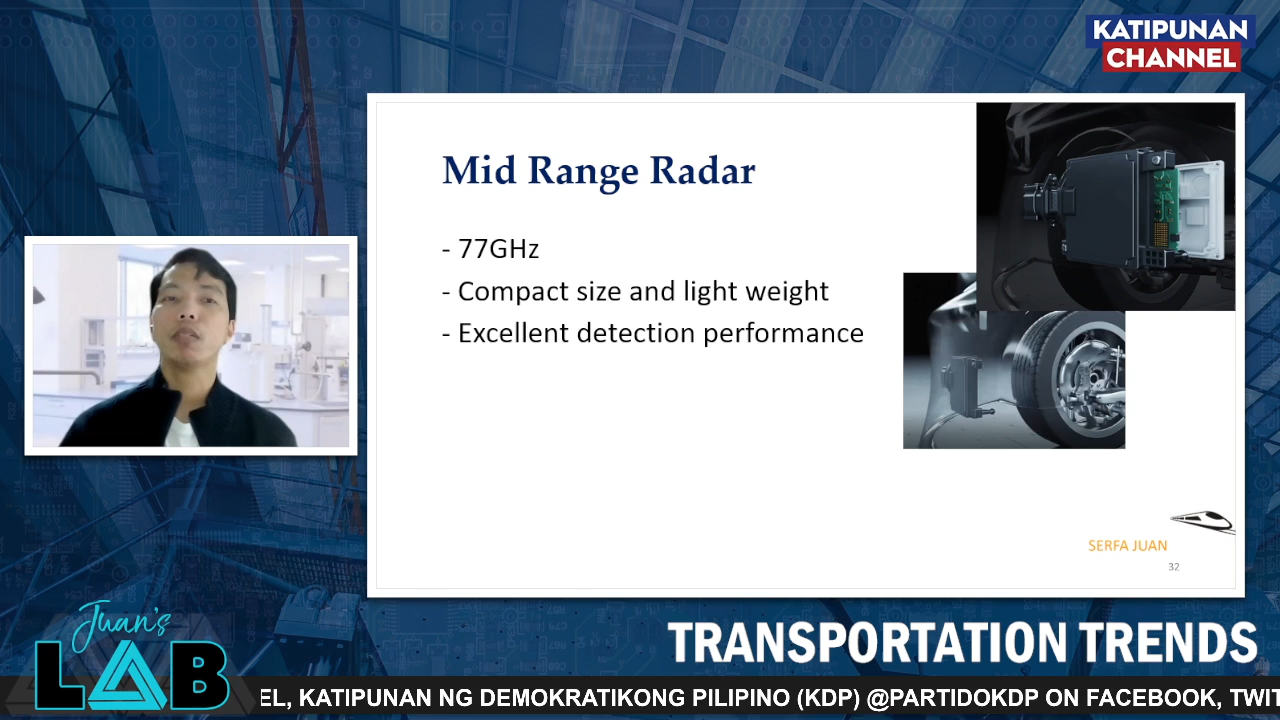 KATIPUNAN
CHANNEL
Mid Range Radar
- 77GHz
- Compact size and light weight
- Excellent detection performance
SERFA JUAN
32
Juan's
LAB
TRANSPORTATION TRENDS
EL, KATIPUNAN NG DEMOKRATIKONG PILIPINO (KDP) @PARTIDOKDP ON FACEBOOK, TWIT